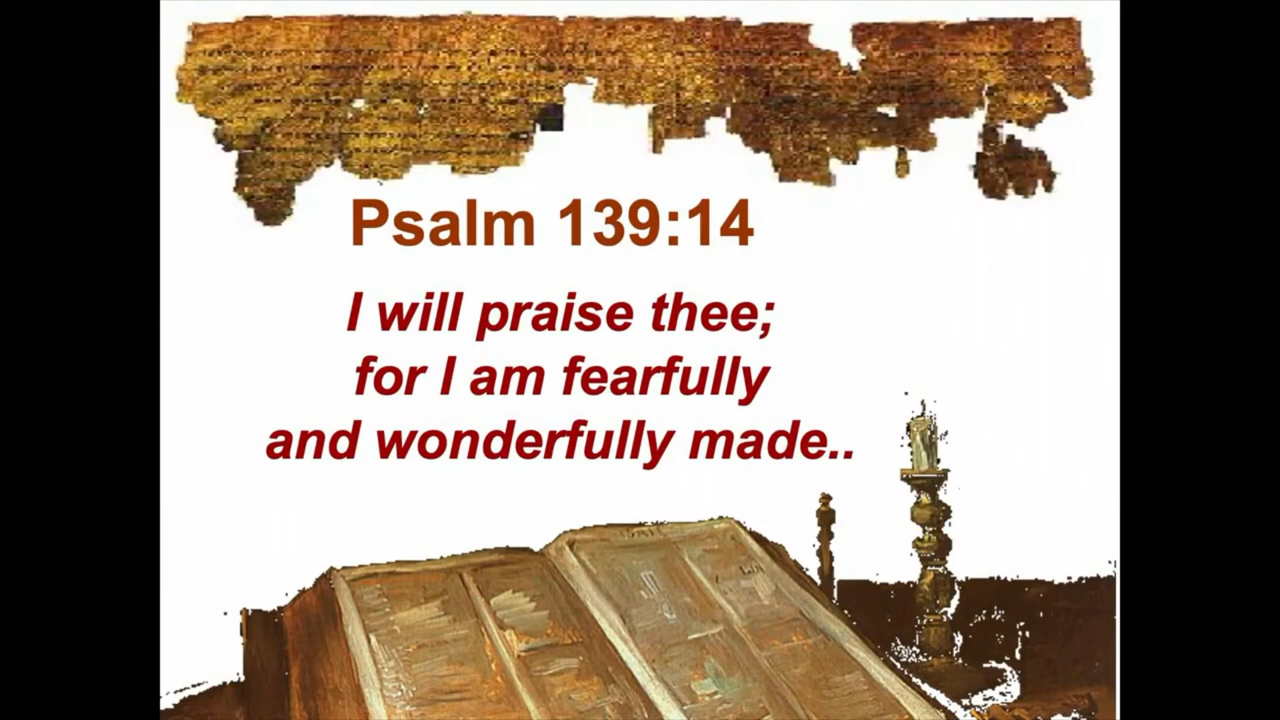 Psalm 139:14
I will praise thee;
for I am fearfully
and wonderfully made..